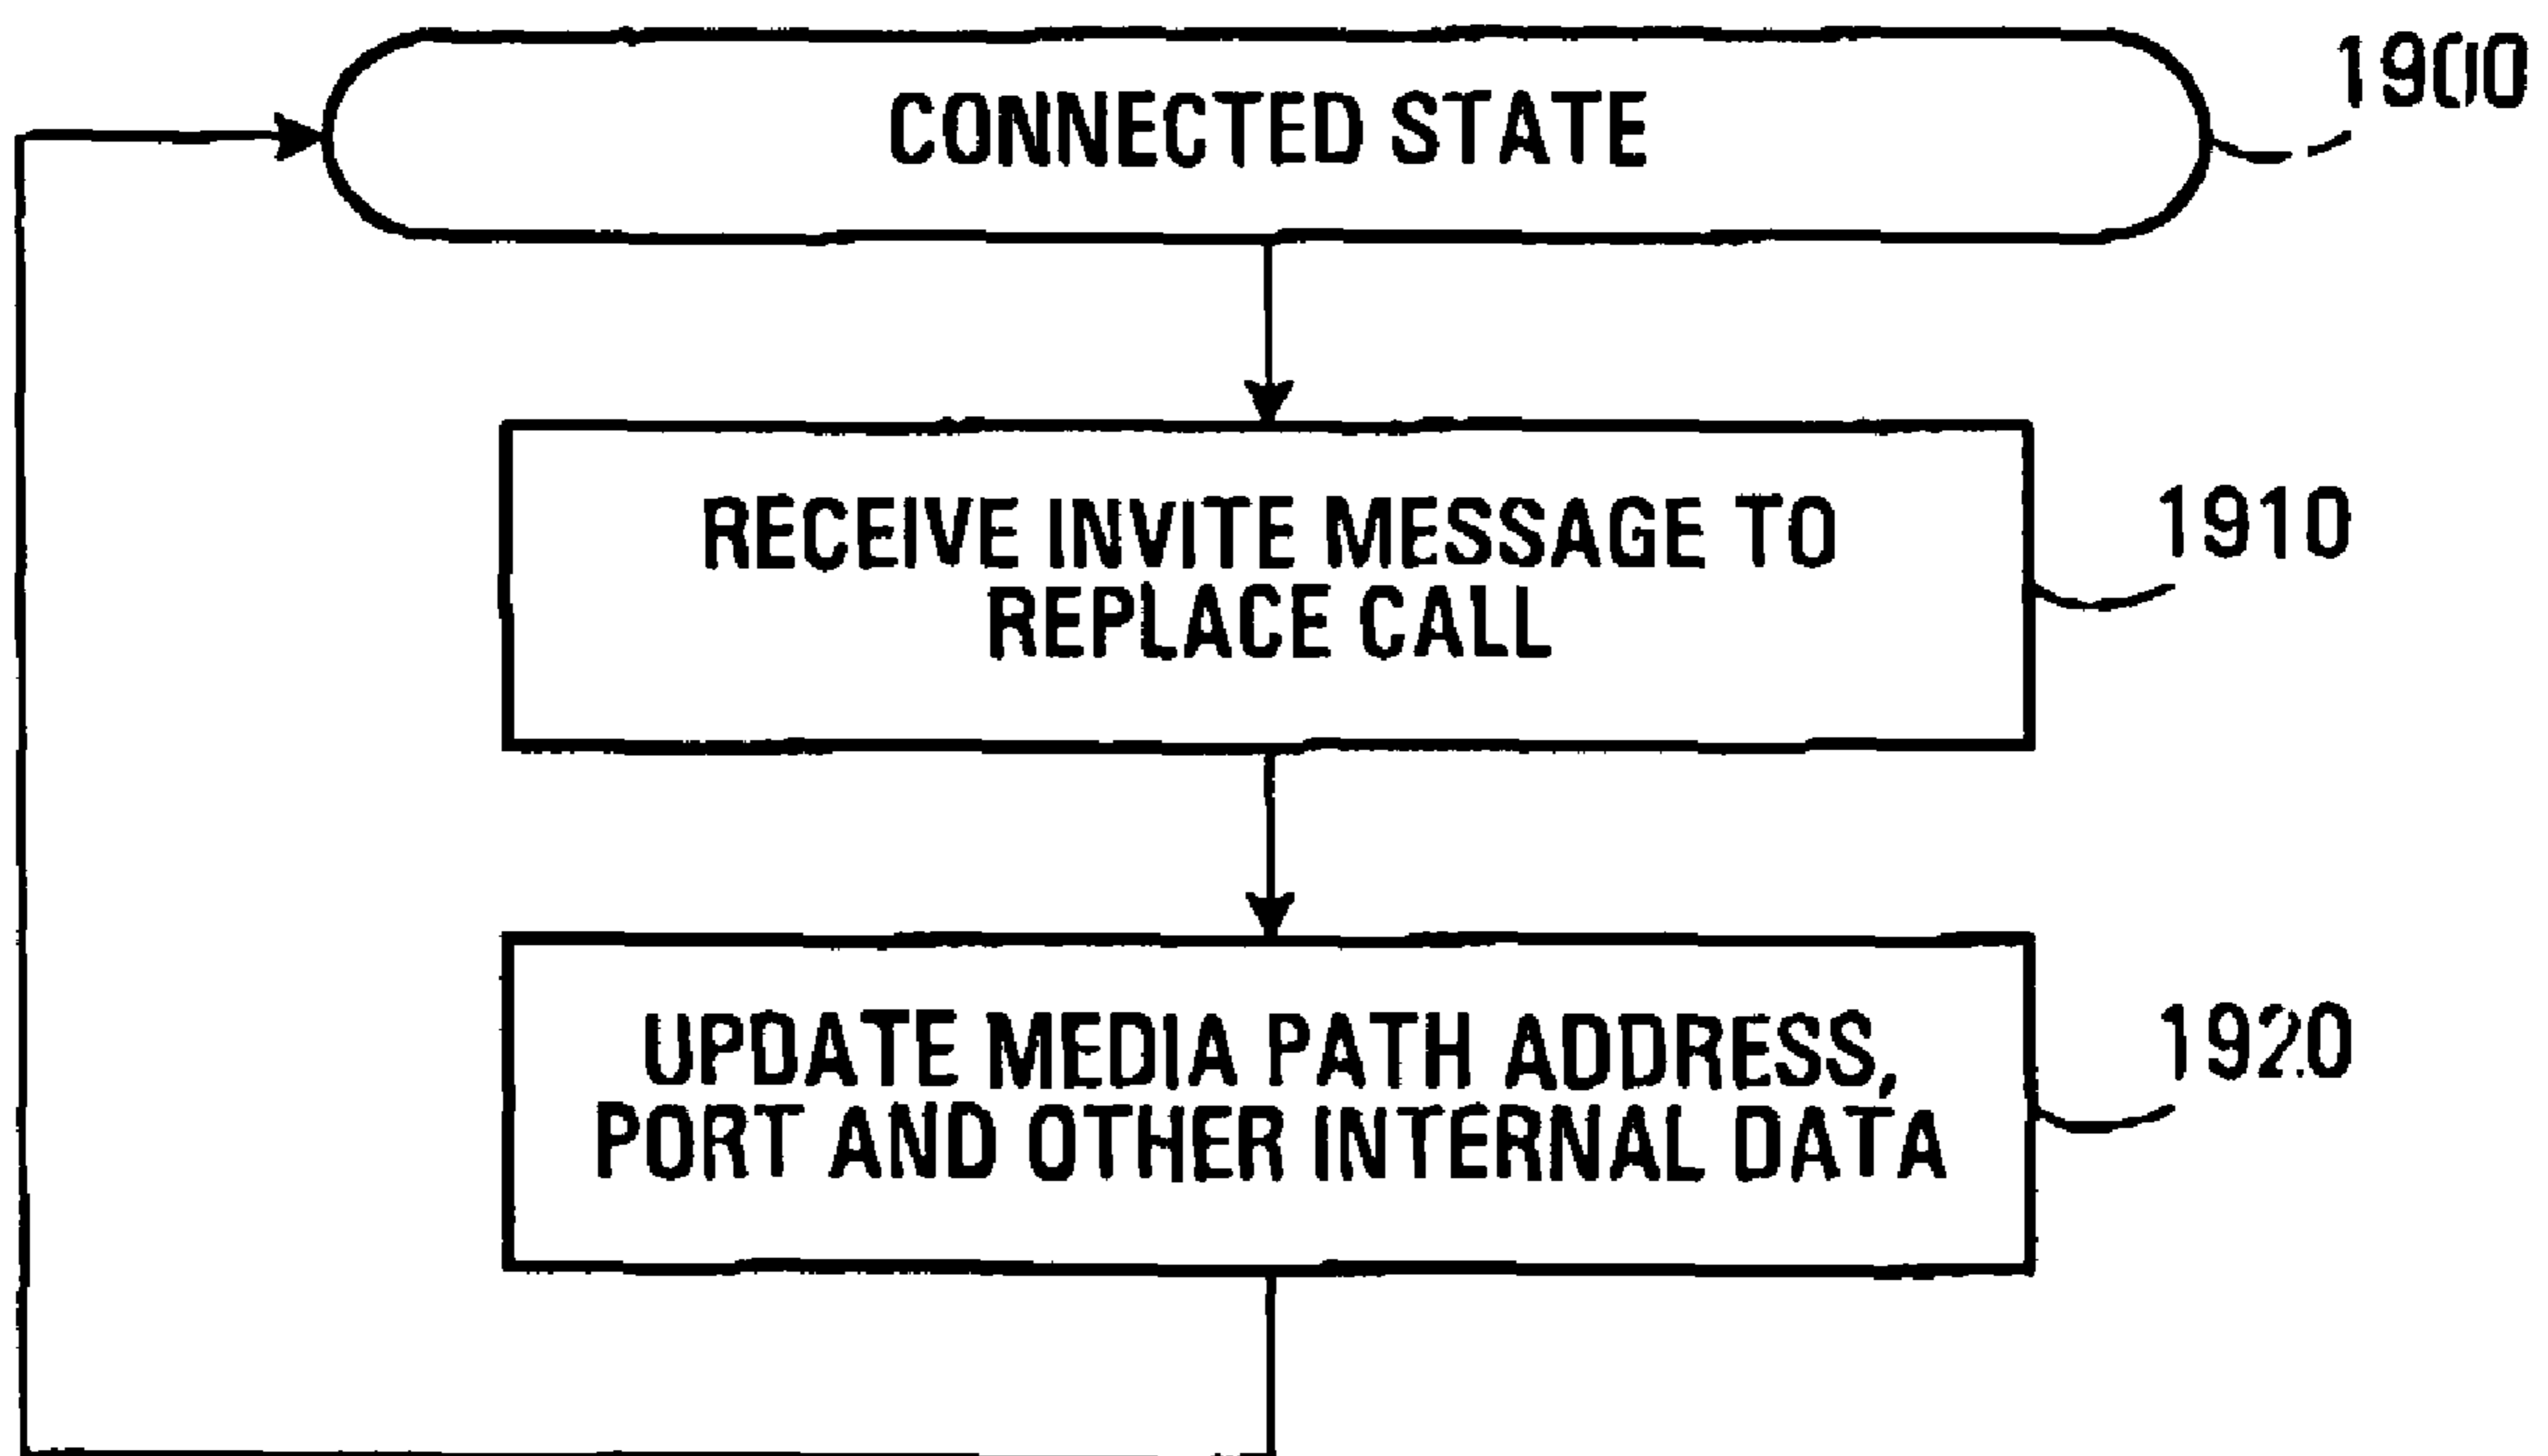 CONNECTED STATE
1900
RECEIVE INVITE MESSAGE TO
REPLACE CALL
1910
UPDATE MEDIA PATH ADDRESS,
PORT AND OTHER INTERNAL DATA
1920